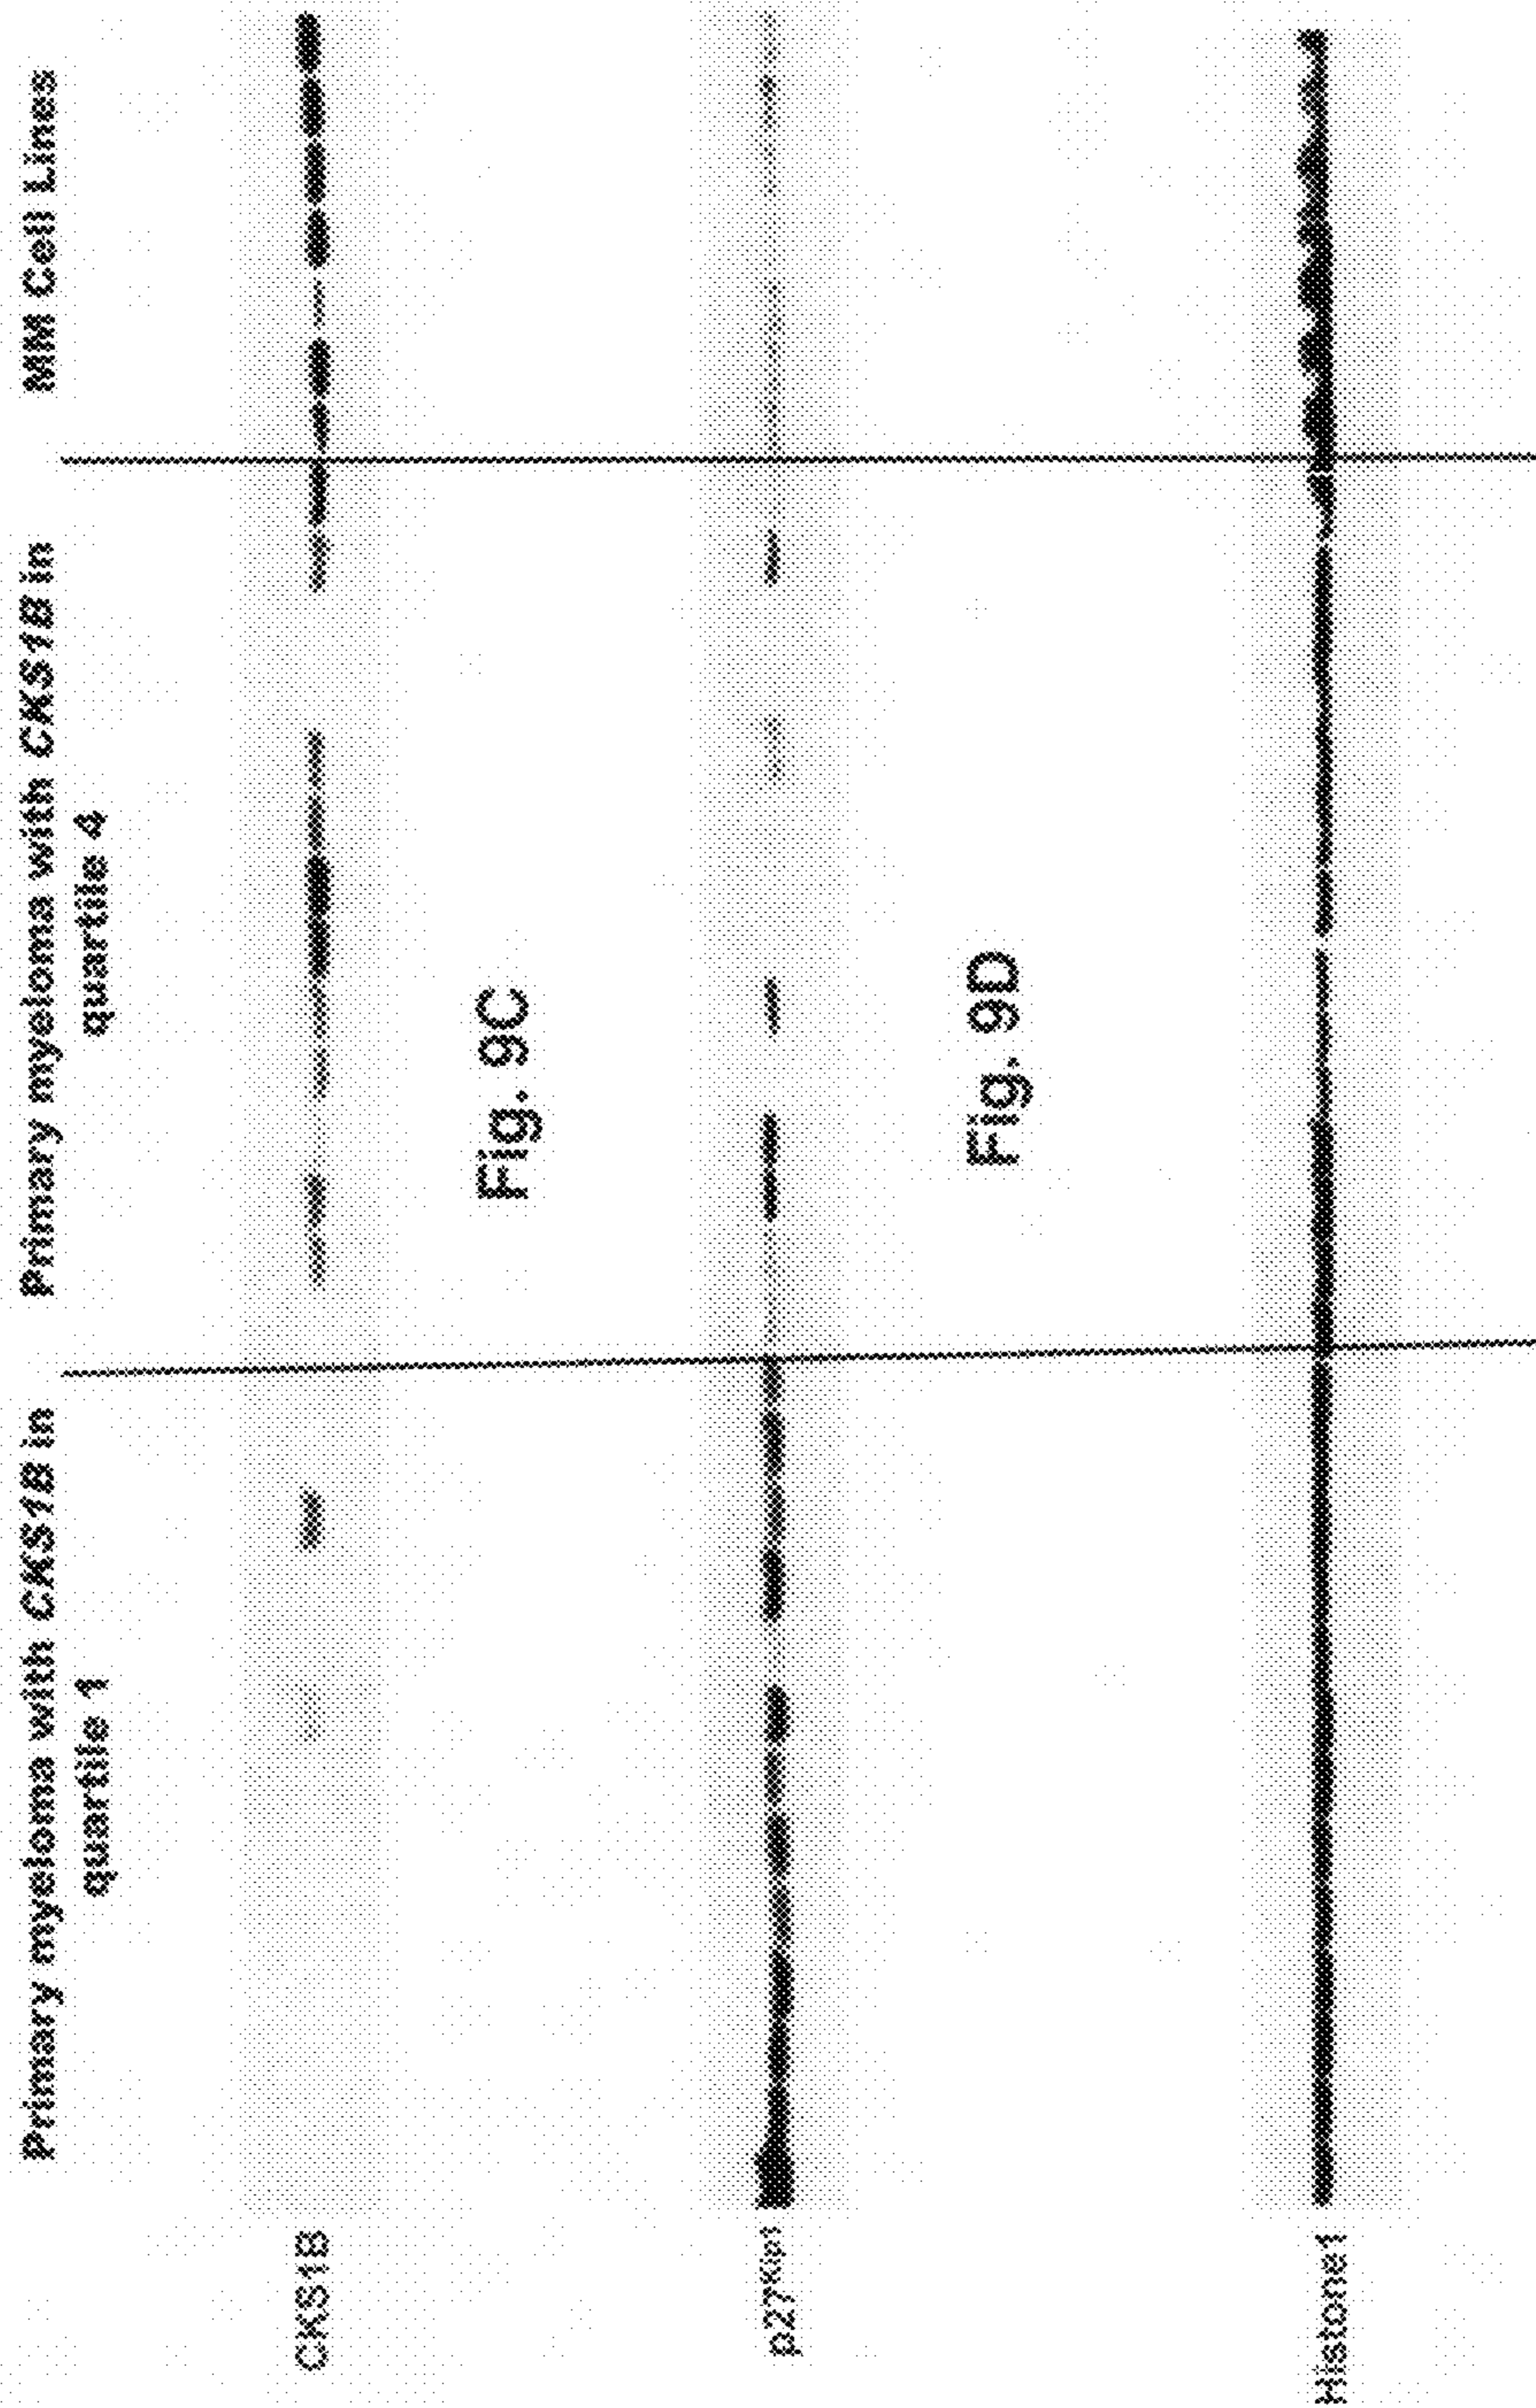 Primary myeloma with CKS1B in
quartile 1
Primary myeloma with CKS1B in
quartile 4
MM Cell Lines
CKS1B
Fig. 9C
p27Kip1
Fig. 9D
Histone1